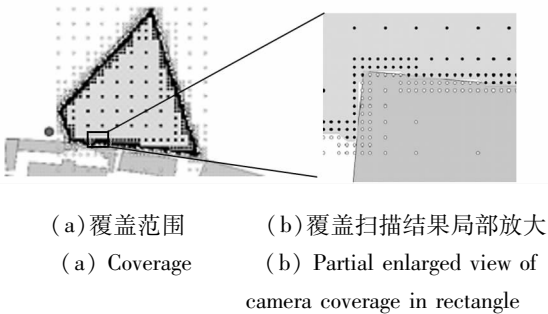 (a)覆盖范围 (b)覆盖扫描结果局部放大
(a) Coverage (b) Partial enlarged view of
camera coverage in rectangle